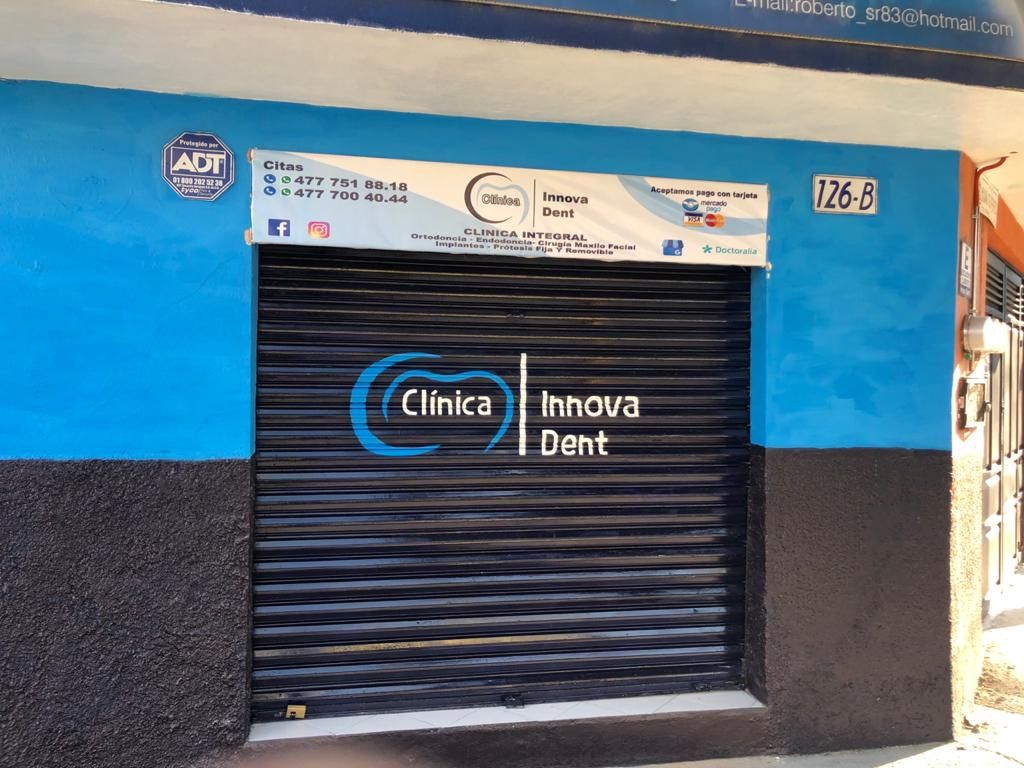 E-mail:roberto_sr83@hotmail.com
Protegido por
ADT
01 800 202 52 38
tyco
Citas
477 751 88.18
477 700 40.44
Clínica
Innova
Dent
CLINICA INTEGRAL
Ortodoncia - Endodoncia- Cirugía Maxilo Facial
Implantes - Prótesis Fija Y Removible
Aceptamos pago con tarjeta
mercado
pago
VISA
Doctoralia
126-B
E
Clínica
Innova
Dent